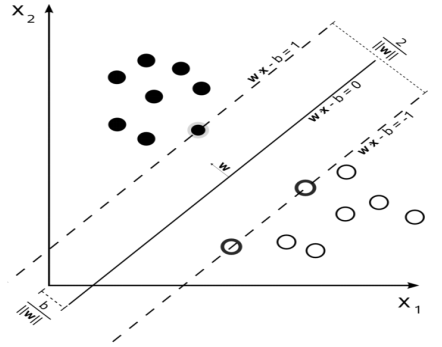 x₂
2
||w||
w x - b = 1
w x - b = 0
w x - b = -1
w
b
||w||
x₁